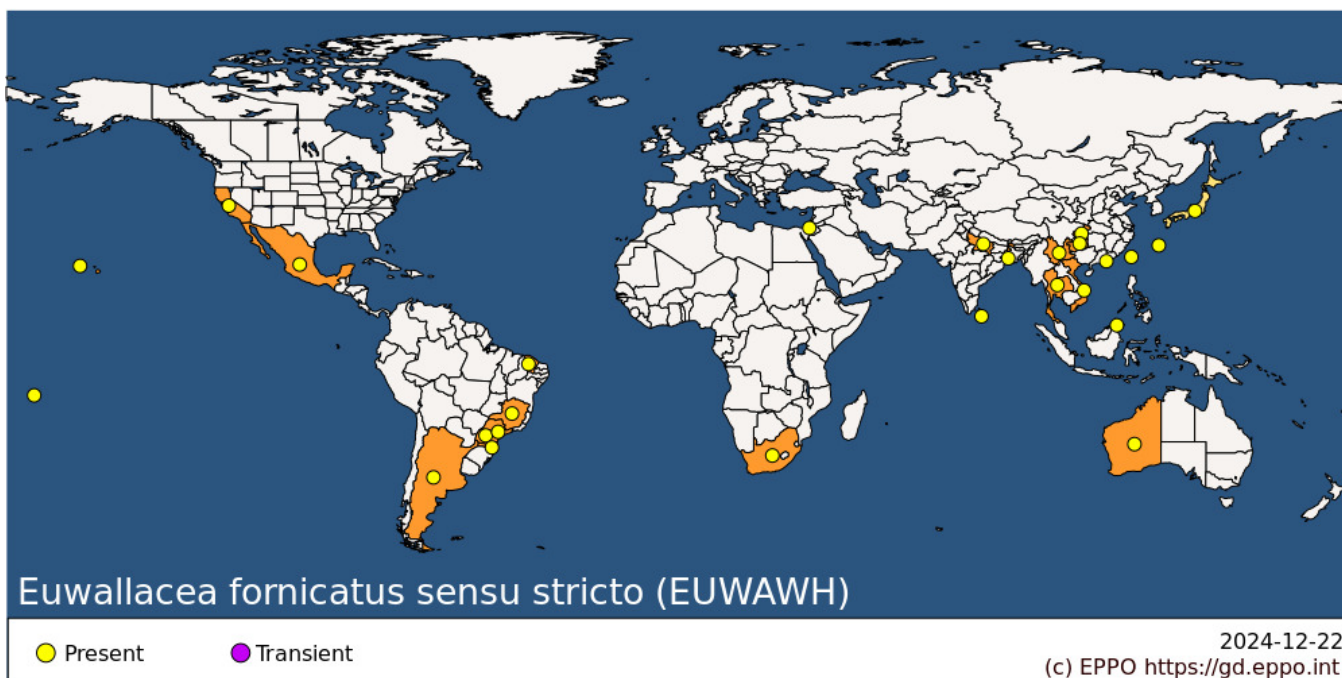 Euwallacea fornicatus sensu stricto (EUWAWH)
Present
Transient
2024-12-22
(c) EPPO https://gd.eppo.int